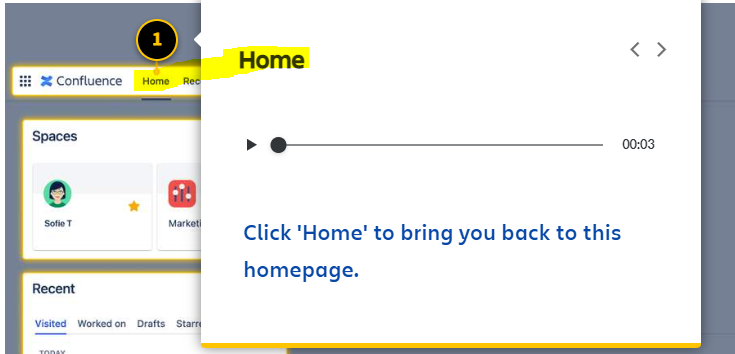 1
Home
Confluence
Home
Spaces
Sofie T
00:03
Click 'Home' to bring you back to this
homepage.
Recent
Visited Worked on Drafts
TODAY